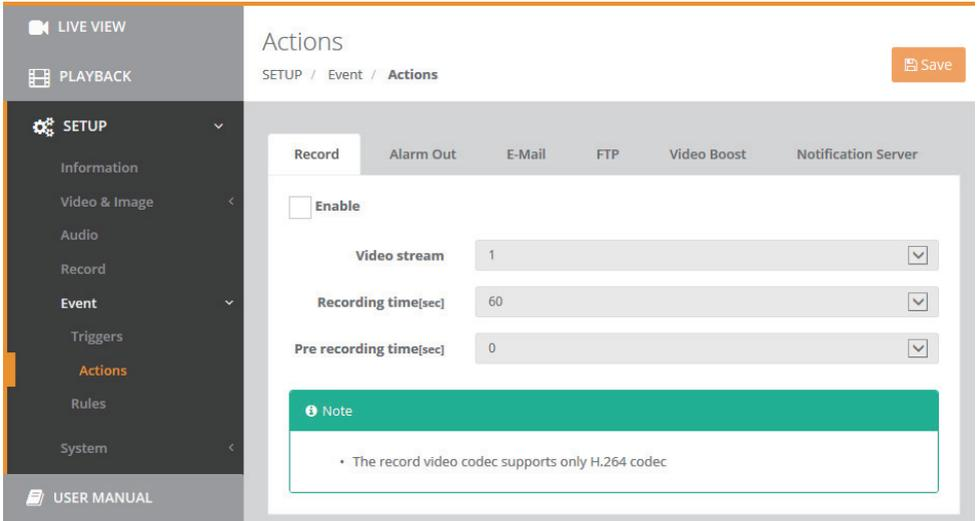 LIVE VIEW
PLAYBACK
SETUP
Information
Video & Image
Audio
Record
Event
Triggers
Actions
Rules
System
USER MANUAL
Actions
SETUP / Event / Actions
Save
Record Alarm Out E-Mail FTP Video Boost Notification Server
Enable
Video stream 1
Recording time[sec] 60
Pre recording time[sec] 0
Note
• The record video codec supports only H.264 codec